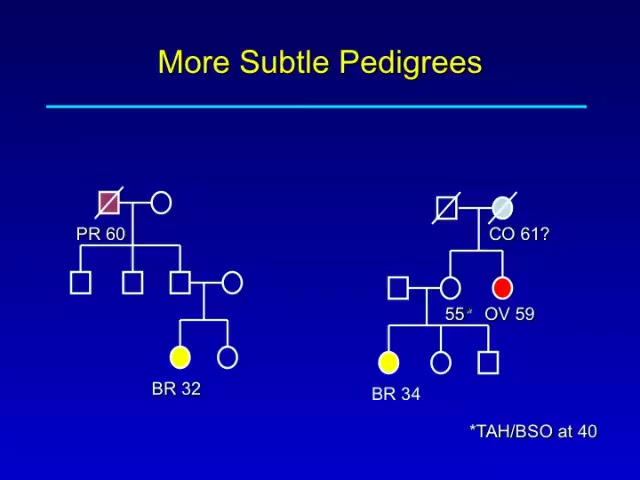 More Subtle Pedigrees
PR 60
CO 61?
55* OV 59
BR 32
BR 34
*TAH/BSO at 40